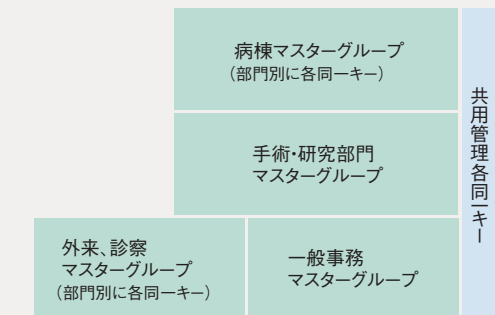 病棟マスターグループ
（部門別に各同一キー）
手術・研究部門
マスターグループ
外来、診察
マスターグループ
（部門別に各同一キー）
一般事務
マスターグループ
共用管理各同一キー